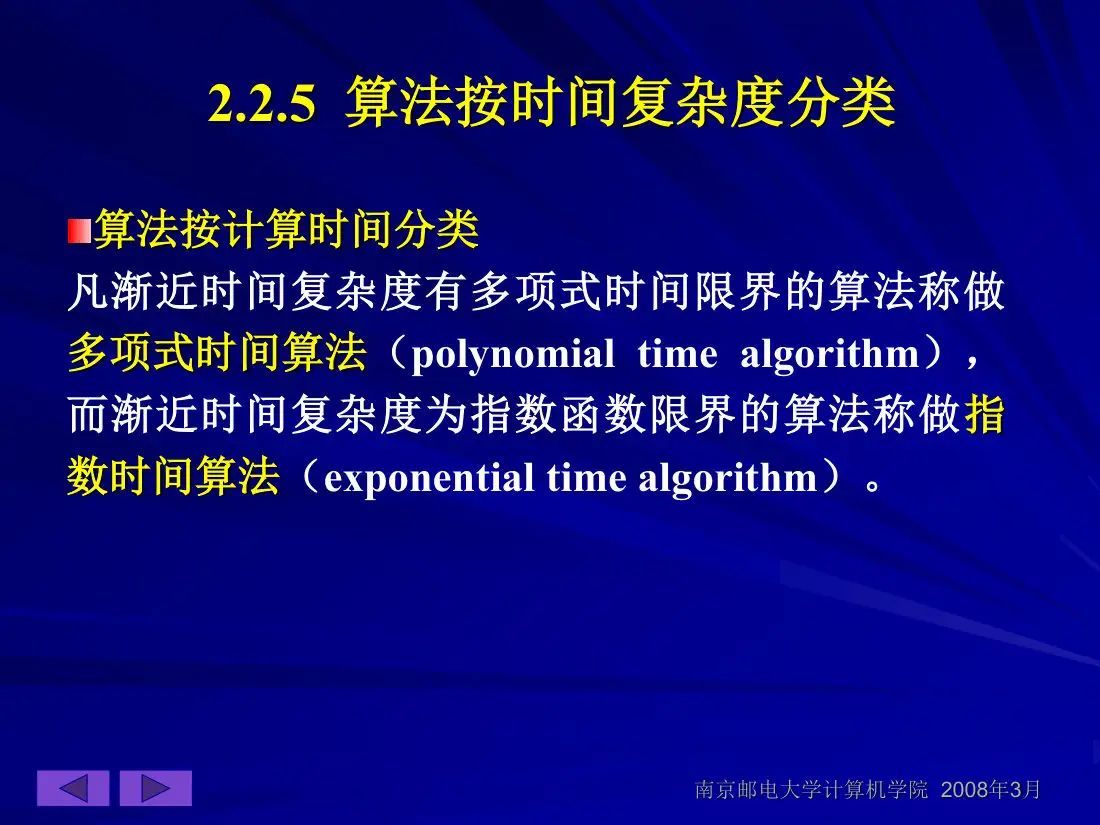 2.2.5 算法按时间复杂度分类
算法按计算时间分类
凡渐近时间复杂度有多项式时间限界的算法称做
多项式时间算法（polynomial time algorithm），
而渐近时间复杂度为指数函数限界的算法称做指
数时间算法（exponential time algorithm）。
南京邮电大学计算机学院 2008年3月